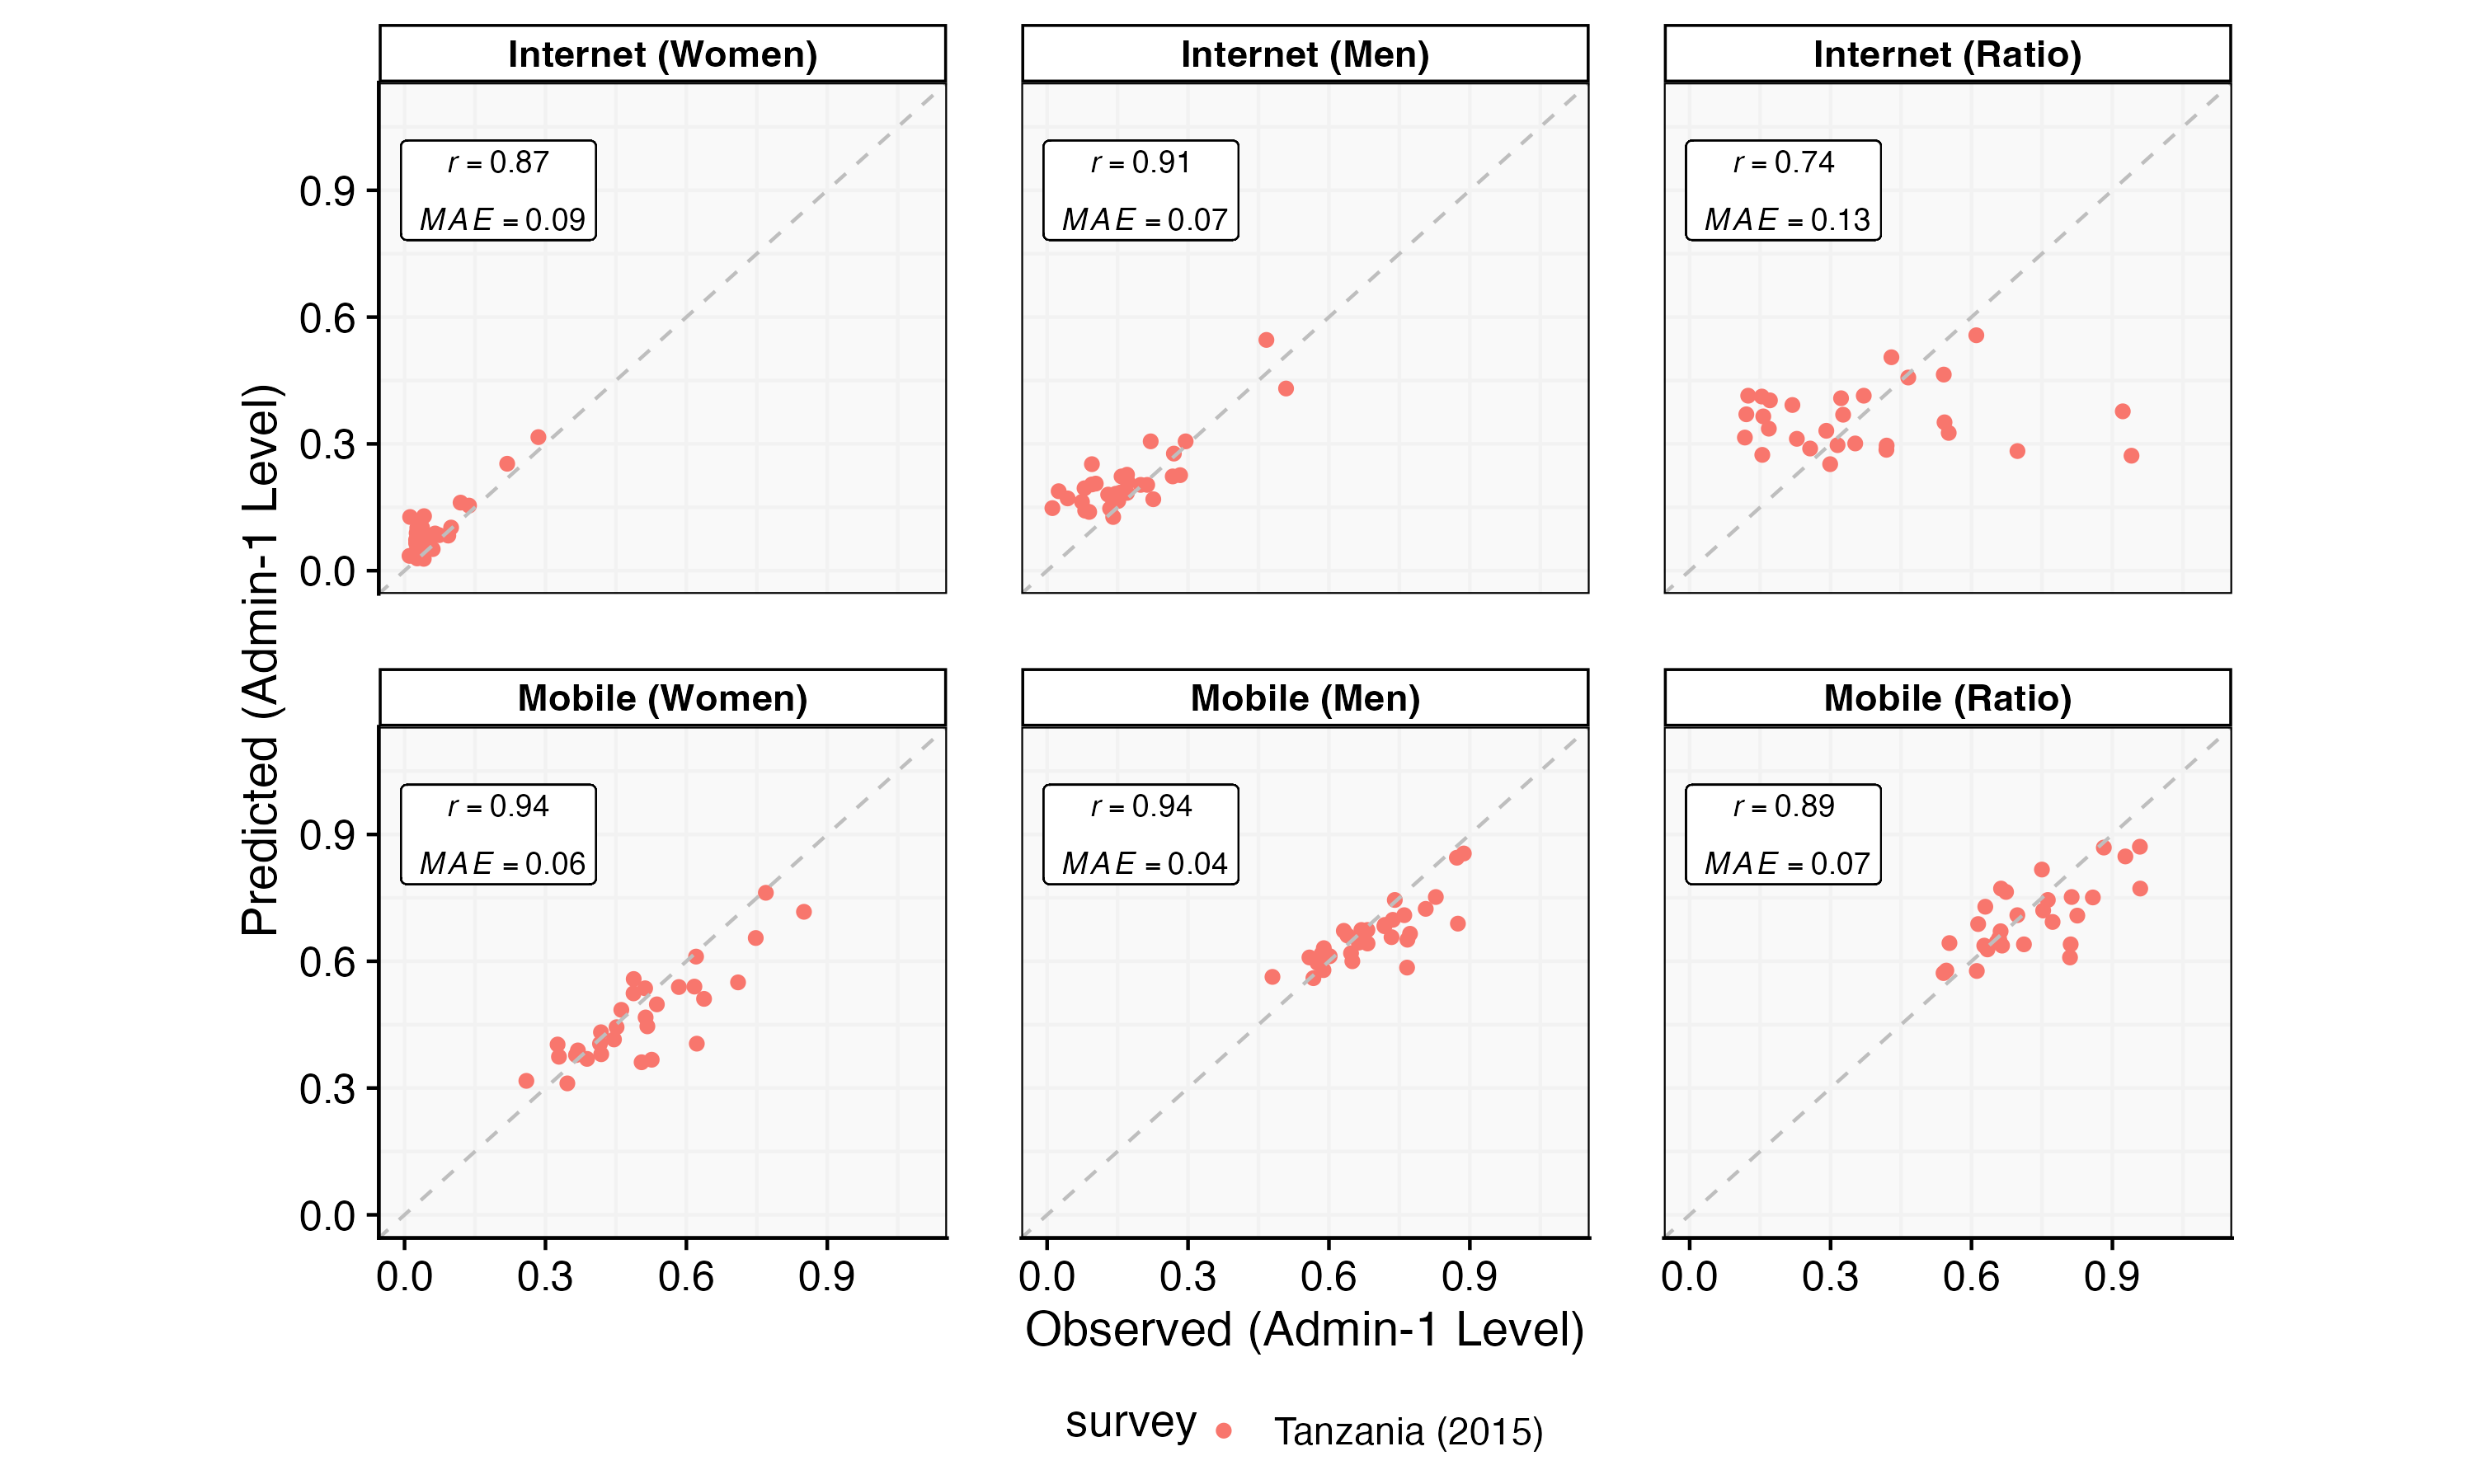 Internet (Women)
Internet (Men)
Internet (Ratio)
r = 0.87
MAE = 0.09
r = 0.91
MAE = 0.07
r = 0.74
MAE = 0.13
0.9
0.6
0.3
0.0
Predicted (Admin-1 Level)
Mobile (Women)
Mobile (Men)
Mobile (Ratio)
r = 0.94
MAE = 0.06
r = 0.94
MAE = 0.04
r = 0.89
MAE = 0.07
0.9
0.6
0.3
0.0
0.0 0.3 0.6 0.9
0.0 0.3 0.6 0.9
0.0 0.3 0.6 0.9
Observed (Admin-1 Level)
survey Tanzania (2015)